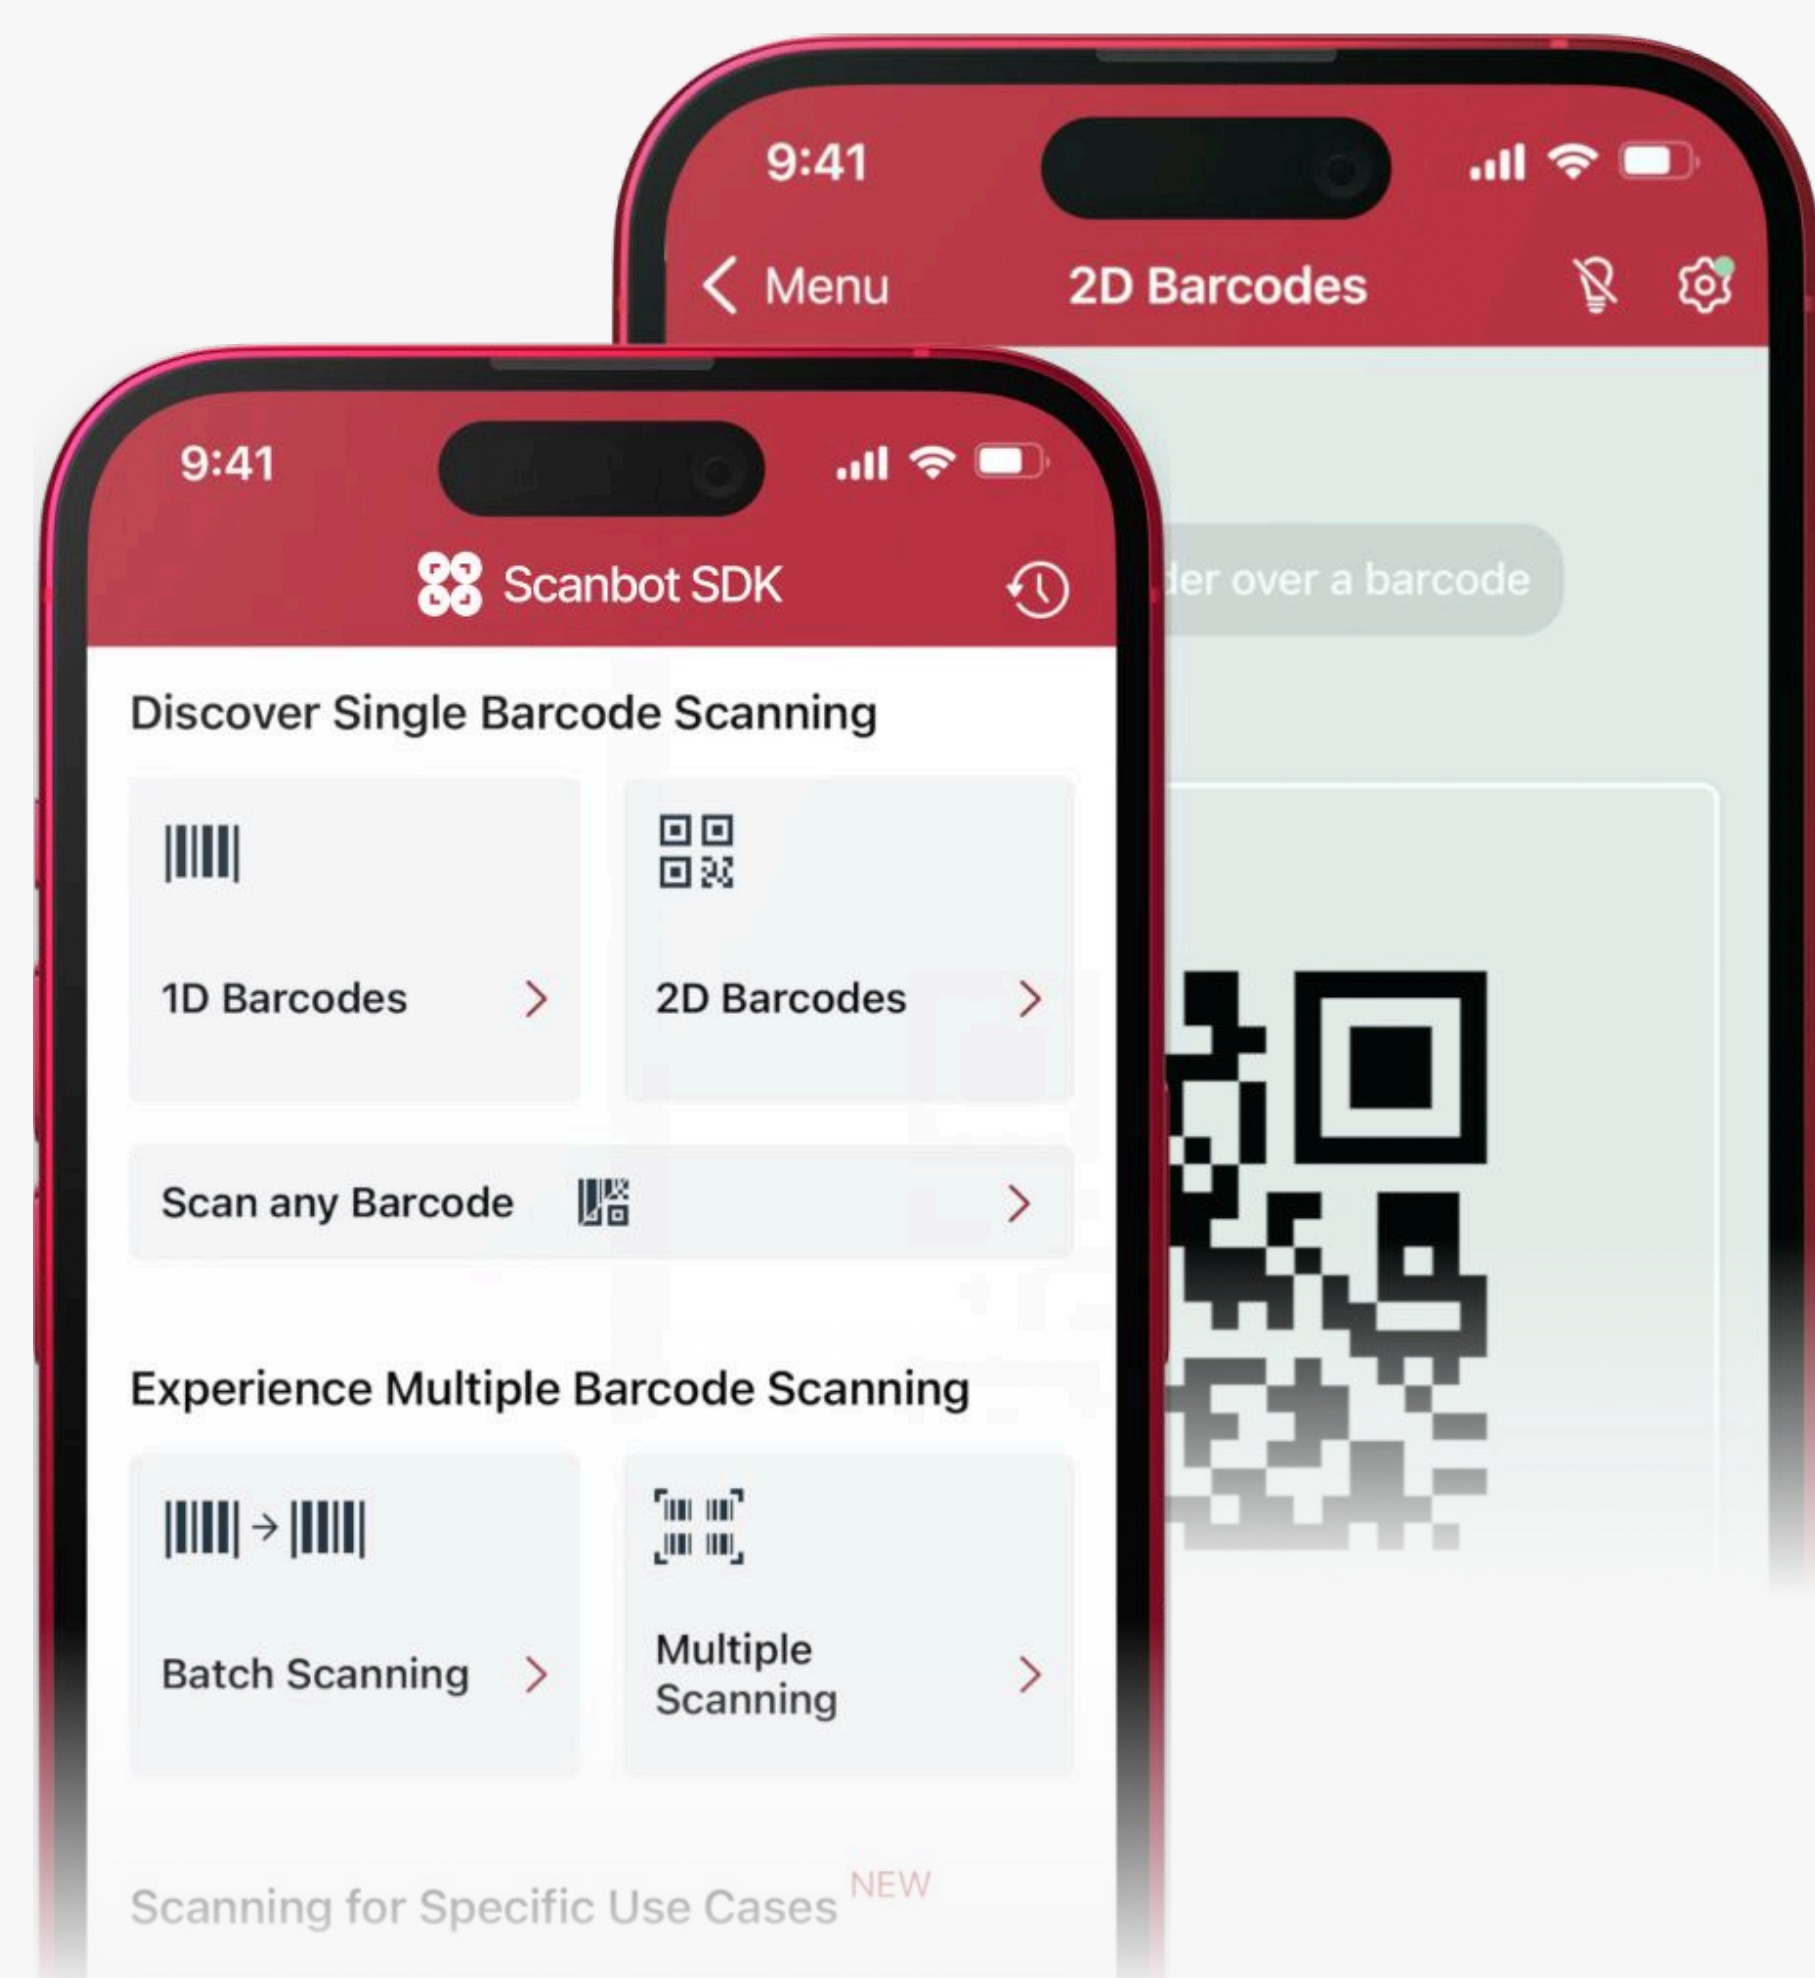 9:41
Menu
2D Barcodes
over a barcode
9:41
Scanbot SDK
Discover Single Barcode Scanning
1D Barcodes
2D Barcodes
Scan any Barcode
Experience Multiple Barcode Scanning
Batch Scanning
Multiple
Scanning
Scanning for Specific Use Cases NEW